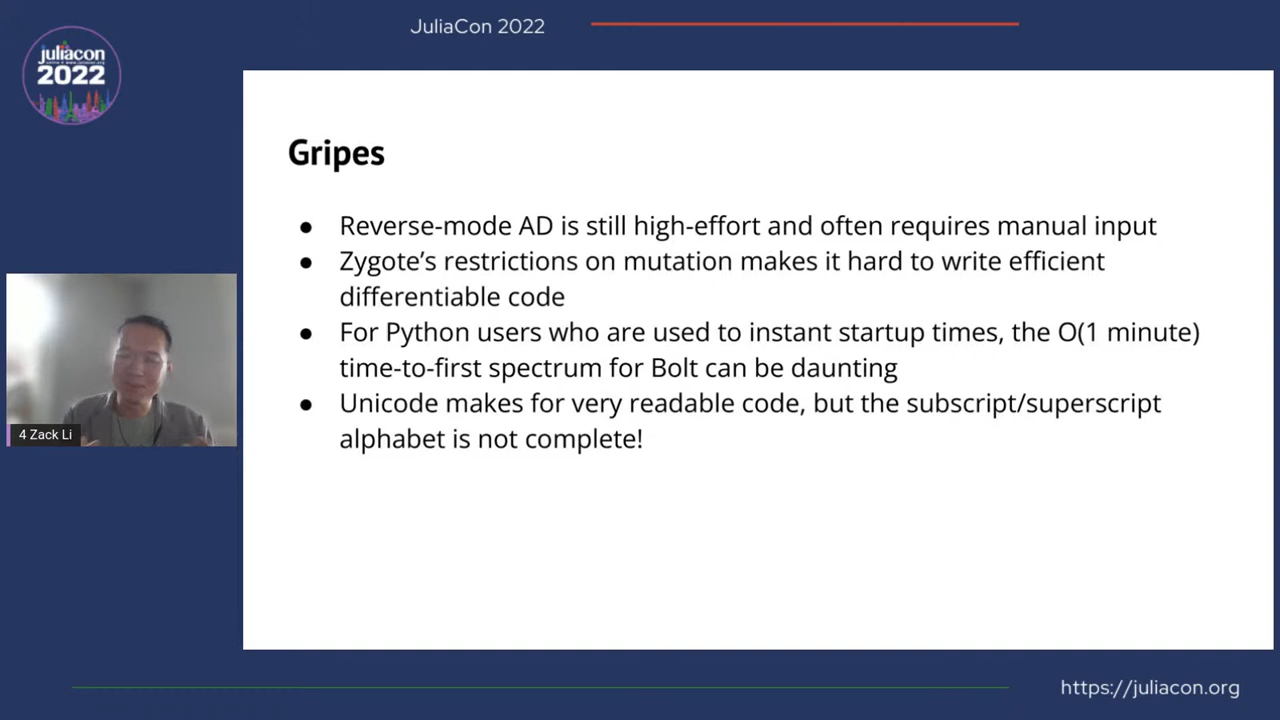 JuliaCon 2022
juliacon
2022
Gripes
● Reverse-mode AD is still high-effort and often requires manual input
● Zygote's restrictions on mutation makes it hard to write efficient
differentiable code
● For Python users who are used to instant startup times, the O(1 minute)
time-to-first spectrum for Bolt can be daunting
● Unicode makes for very readable code, but the subscript/superscript
alphabet is not complete!
4 Zack Li
https://juliacon.org